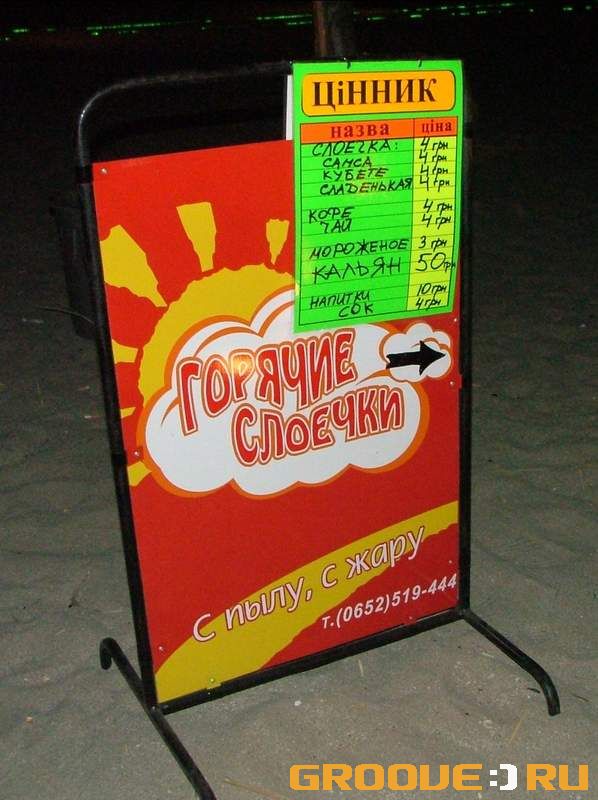 ЦіННИК
назва ціна
СЛОЕЧКА: 4 грн
САМСА 4 грн
КУБЕТЕ 4 грн
СЛАДЕНЬКАЯ 4 грн
КОФЕ 4 грн
ЧАЙ 4 грн
МОРОЖЕНОЕ 3 грн
КАЛЬЯН 50 грн
НАПИТКИ 10 грн
СОК 4 грн
ГОРЯЧИЕ
СЛОЕЧКИ
с пылу, с жару
т.(0652)519-444
GROOVE:) RU